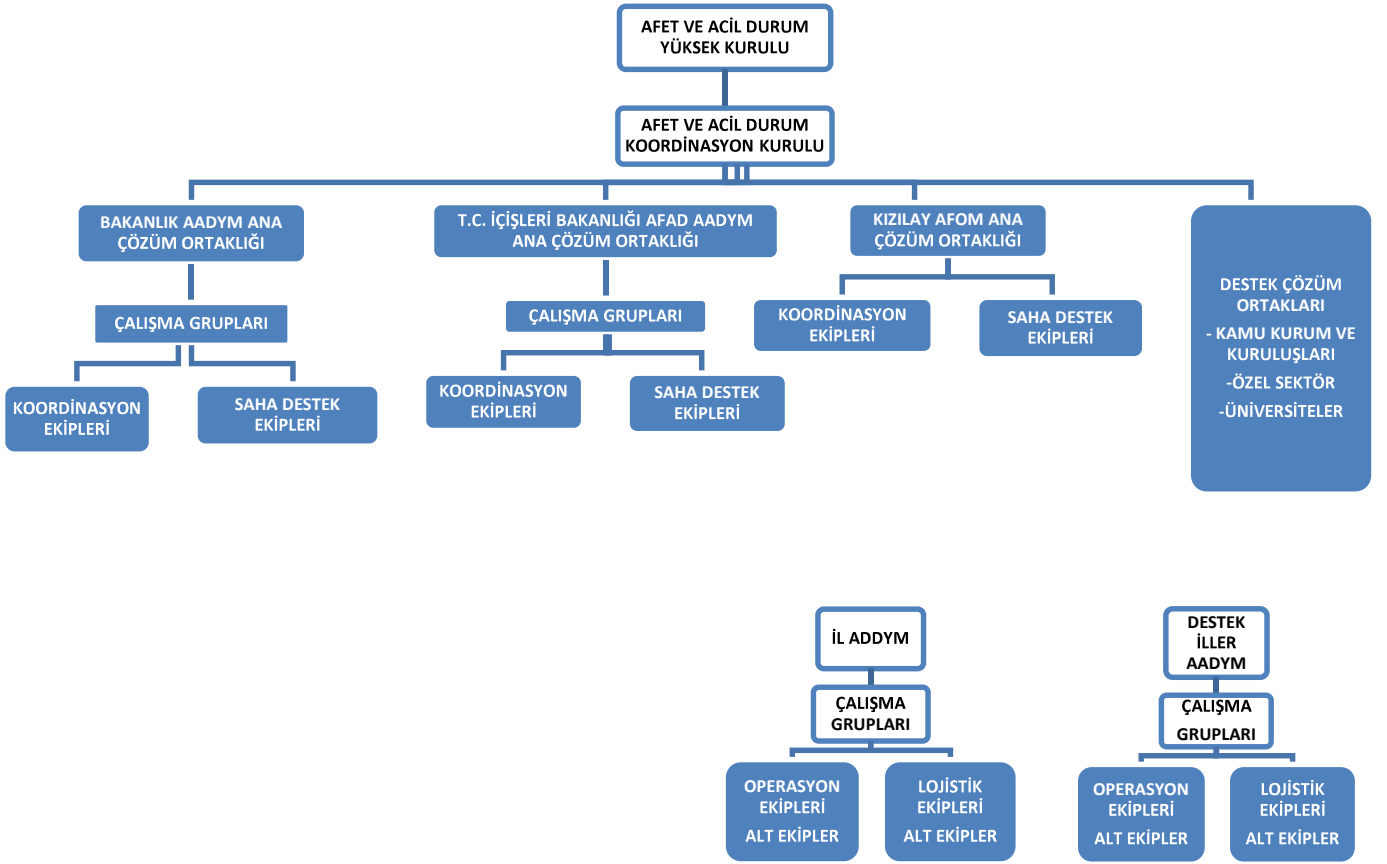 AFET VE ACİL DURUM
YÜKSEK KURULU
AFET VE ACİL DURUM
KOORDİNASYON KURULU
BAKANLIK AADYM ANA
ÇÖZÜM ORTAKLIĞI
T.C. İÇİŞLERİ BAKANLIĞI AFAD AADYM
ANA ÇÖZÜM ORTAKLIĞI
KIZILAY AFOM ANA
ÇÖZÜM ORTAKLIĞI
DESTEK ÇÖZÜM
ORTAKLARI
- KAMU KURUM VE
KURULUŞLARI
-ÖZEL SEKTÖR
-ÜNİVERSİTELER
ÇALIŞMA GRUPLARI
ÇALIŞMA GRUPLARI
KOORDİNASYON
EKİPLERİ
SAHA DESTEK
EKİPLERİ
KOORDİNASYON
EKİPLERİ
SAHA DESTEK
EKİPLERİ
KOORDİNASYON
EKİPLERİ
SAHA DESTEK
EKİPLERİ
İL ADDYM
ÇALIŞMA
GRUPLARI
OPERASYON
EKİPLERİ
ALT EKİPLER
LOJİSTİK
EKİPLERİ
ALT EKİPLER
DESTEK
İLLER
AADYM
ÇALIŞMA
GRUPLARI
OPERASYON
EKİPLERİ
ALT EKİPLER
LOJİSTİK
EKİPLERİ
ALT EKİPLER